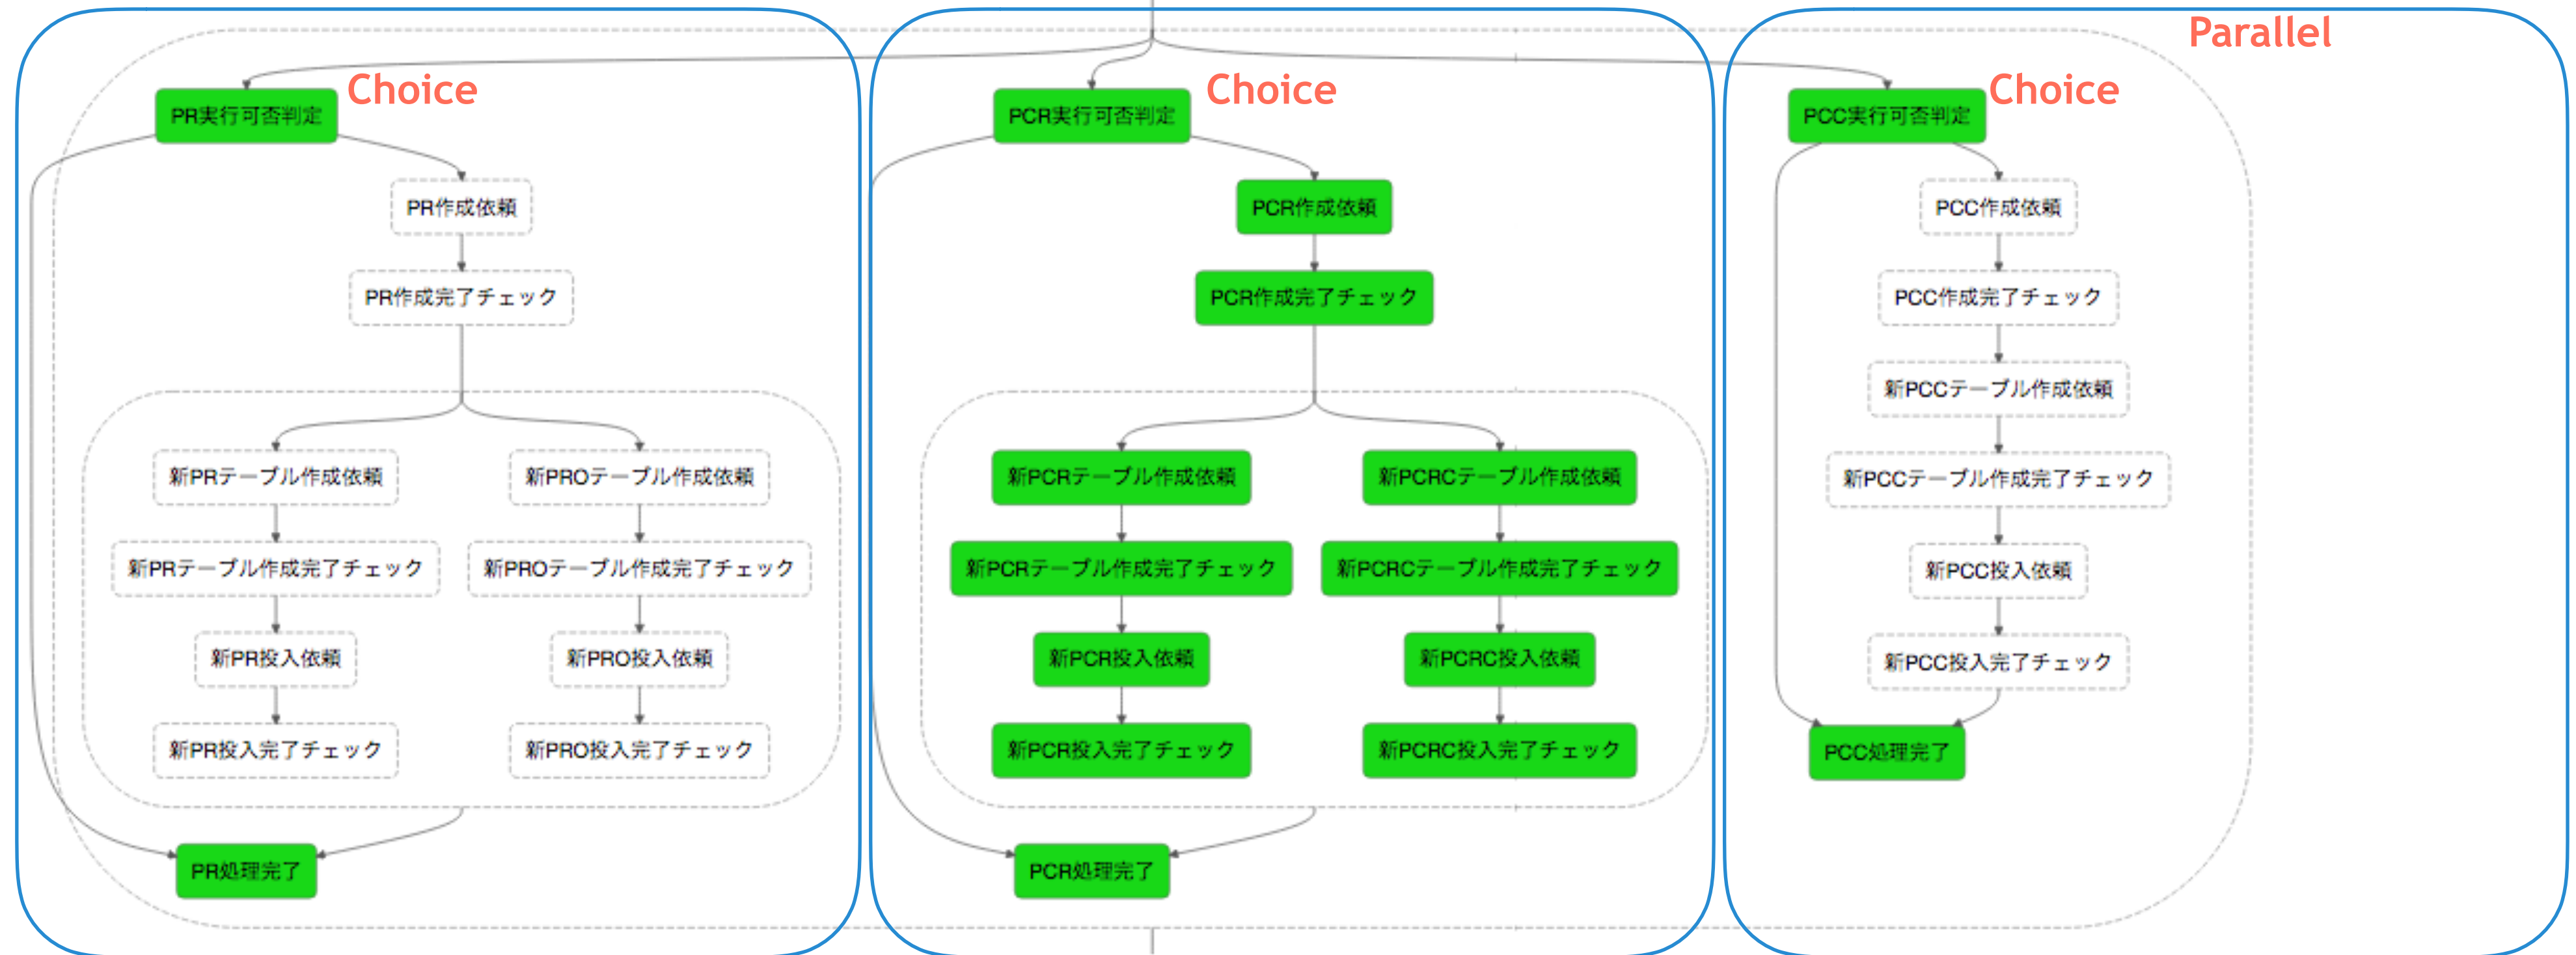 Parallel
Choice
PR実行可否判定
PR作成依頼
PR作成完了チェック
新PRテーブル作成依頼
新PROテーブル作成依頼
新PRテーブル作成完了チェック
新PROテーブル作成完了チェック
新PR投入依頼
新PRO投入依頼
新PR投入完了チェック
新PRO投入完了チェック
PR処理完了
Choice
PCR実行可否判定
PCR作成依頼
PCR作成完了チェック
新PCRテーブル作成依頼
新PCRCテーブル作成依頼
新PCRテーブル作成完了チェック
新PCRCテーブル作成完了チェック
新PCR投入依頼
新PCRC投入依頼
新PCR投入完了チェック
新PCRC投入完了チェック
PCR処理完了
Choice
PCC実行可否判定
PCC作成依頼
PCC作成完了チェック
新PCCテーブル作成依頼
新PCCテーブル作成完了チェック
新PCC投入依頼
新PCC投入完了チェック
PCC処理完了